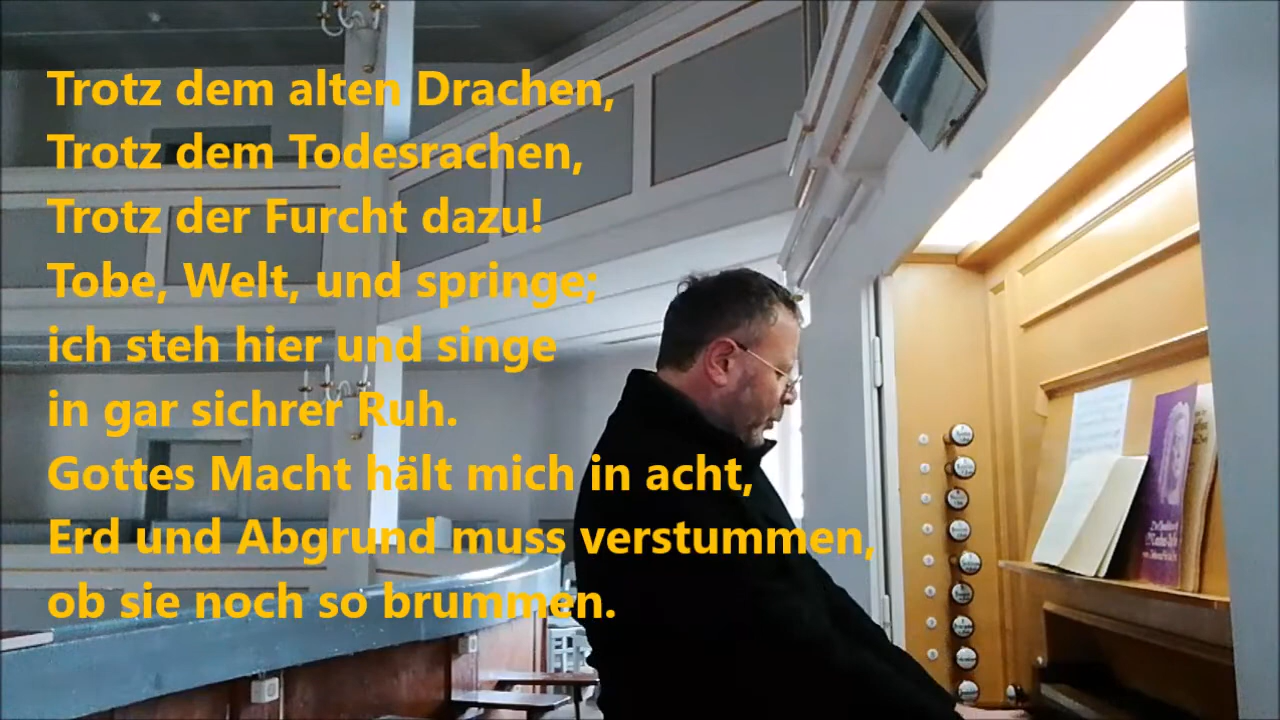 Trotz dem alten Drachen,
Trotz dem Todesrachen,
Trotz der Furcht dazu!
Tobe, Welt, und springe;
ich steh hier und singe
in gar sichrer Ruh.
Gottes Macht hält mich in acht,
Erd und Abgrund muss verstummen,
ob sie noch so brummen.